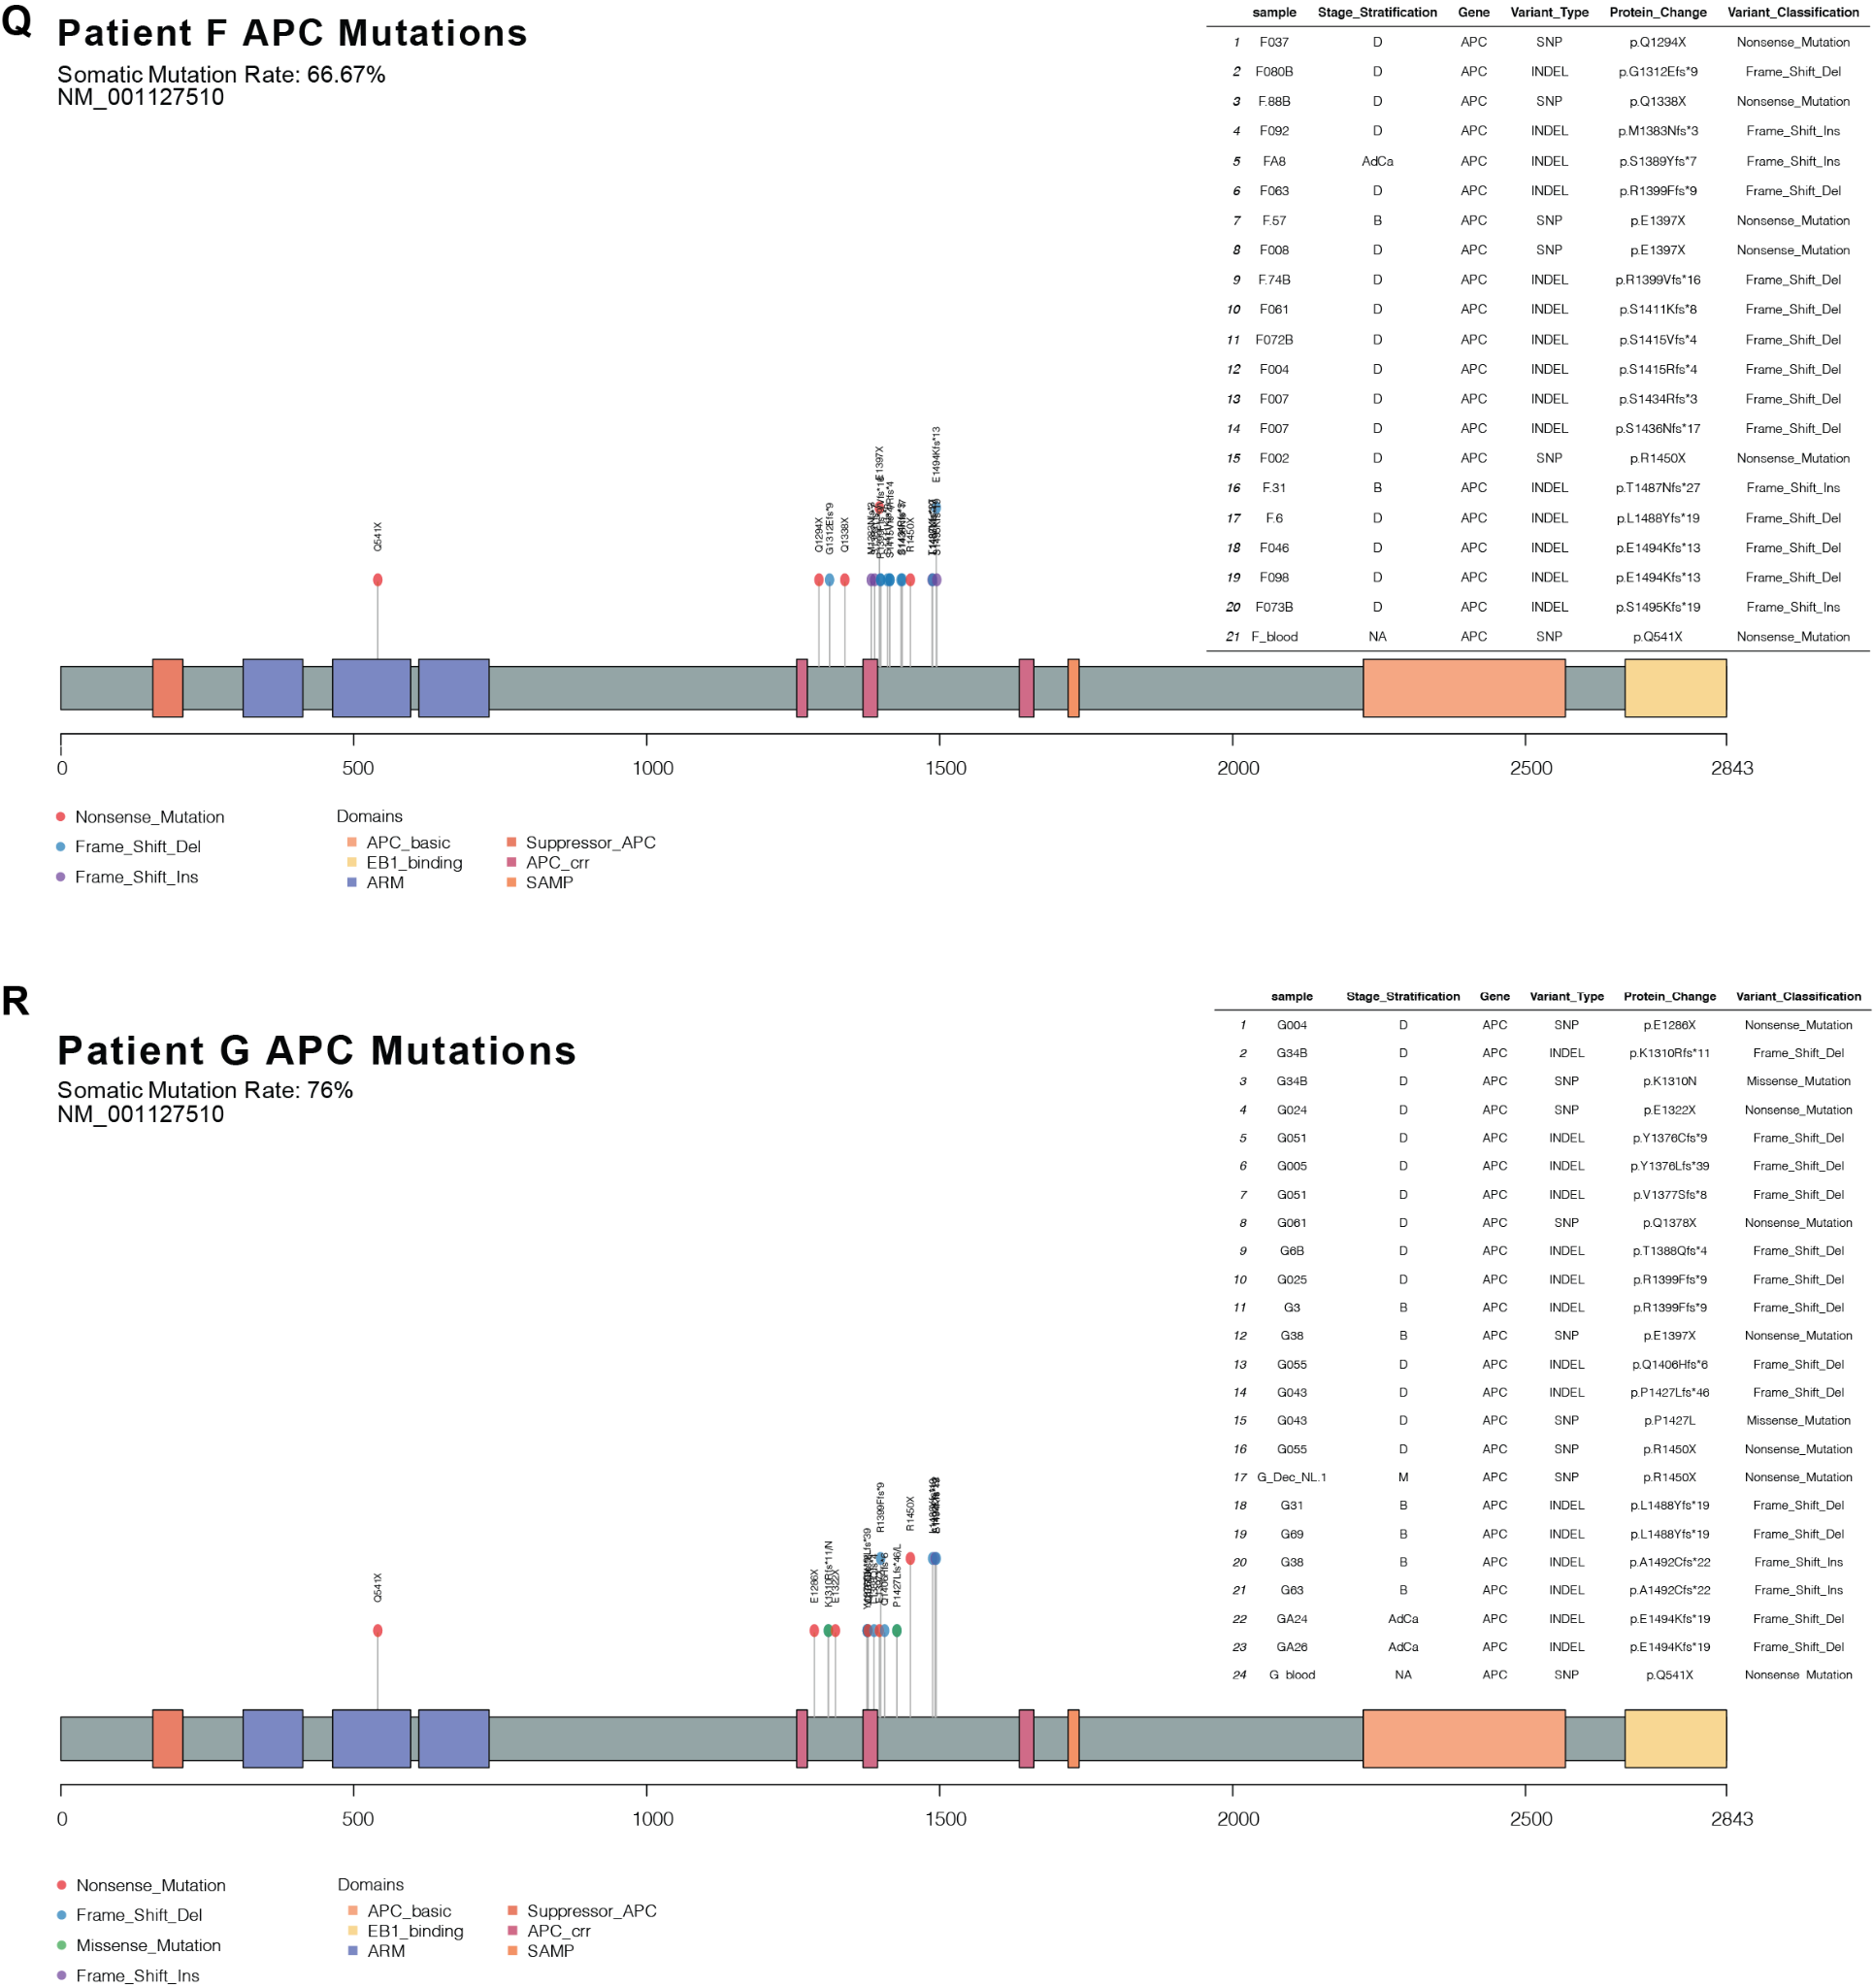 Q
Patient F APC Mutations
Somatic Mutation Rate: 66.67%
NM_001127510
sample Stage_Stratification Gene Variant_Type Protein_Change Variant_Classification
1 F037 D APC SNP p.Q1294X Nonsense_Mutation
2 F080B D APC INDEL p.G1312Efs*9 Frame_Shift_Del
3 F.88B D APC SNP p.Q1338X Nonsense_Mutation
4 F092 D APC INDEL p.M1383Nfs*3 Frame_Shift_Ins
5 FA8 AdCa APC INDEL p.S1389Yfs*7 Frame_Shift_Ins
6 F063 D APC INDEL p.R1399Ffs*9 Frame_Shift_Del
7 F.57 B APC SNP p.E1397X Nonsense_Mutation
8 F008 D APC SNP p.E1397X Nonsense_Mutation
9 F.74B D APC INDEL p.R1399Vfs*16 Frame_Shift_Del
10 F061 D APC INDEL p.S1411Kfs*8 Frame_Shift_Del
11 F072B D APC INDEL p.S1415Vfs*4 Frame_Shift_Del
12 F004 D APC INDEL p.S1415Rfs*4 Frame_Shift_Del
13 F007 D APC INDEL p.S1434Rfs*3 Frame_Shift_Del
14 F007 D APC INDEL p.S1436Nfs*17 Frame_Shift_Del
15 F002 D APC SNP p.R1450X Nonsense_Mutation
16 F.31 B APC INDEL p.T1487Nfs*27 Frame_Shift_Ins
17 F.6 D APC INDEL p.L1488Yfs*19 Frame_Shift_Del
18 F046 D APC INDEL p.E1494Kfs*13 Frame_Shift_Del
19 F098 D APC INDEL p.E1494Kfs*13 Frame_Shift_Del
20 F073B D APC INDEL p.S1495Kfs*19 Frame_Shift_Ins
21 F_blood NA APC SNP p.Q541X Nonsense_Mutation
Q541X
Q1294X
G1312Efs*9
Q1338X
E1397X
R1450X
E1494Kfs*13
0 500 1000 1500 2000 2500 2843
Nonsense_Mutation
Frame_Shift_Del
Frame_Shift_Ins
Domains
APC_basic Suppressor_APC
EB1_binding APC_crr
ARM SAMP
R
Patient G APC Mutations
Somatic Mutation Rate: 76%
NM_001127510
sample Stage_Stratification Gene Variant_Type Protein_Change Variant_Classification
1 G004 D APC SNP p.E1286X Nonsense_Mutation
2 G34B D APC INDEL p.K1310Rfs*11 Frame_Shift_Del
3 G34B D APC SNP p.K1310N Missense_Mutation
4 G024 D APC SNP p.E1322X Nonsense_Mutation
5 G051 D APC INDEL p.Y1376Cfs*9 Frame_Shift_Del
6 G005 D APC INDEL p.Y1376Lfs*39 Frame_Shift_Del
7 G051 D APC INDEL p.V1377Sfs*8 Frame_Shift_Del
8 G061 D APC SNP p.Q1378X Nonsense_Mutation
9 G6B D APC INDEL p.T1388Qfs*4 Frame_Shift_Del
10 G025 D APC INDEL p.R1399Ffs*9 Frame_Shift_Del
11 G3 B APC INDEL p.R1399Ffs*9 Frame_Shift_Del
12 G38 B APC SNP p.E1397X Nonsense_Mutation
13 G055 D APC INDEL p.Q1406Hfs*6 Frame_Shift_Del
14 G043 D APC INDEL p.P1427Lfs*46 Frame_Shift_Del
15 G043 D APC SNP p.P1427L Missense_Mutation
16 G055 D APC SNP p.R1450X Nonsense_Mutation
17 G_Dec_NL.1 M APC SNP p.R1450X Nonsense_Mutation
18 G31 B APC INDEL p.L1488Yfs*19 Frame_Shift_Del
19 G69 B APC INDEL p.L1488Yfs*19 Frame_Shift_Del
20 G38 B APC INDEL p.A1492Cfs*22 Frame_Shift_Ins
21 G63 B APC INDEL p.A1492Cfs*22 Frame_Shift_Ins
22 GA24 AdCa APC INDEL p.E1494Kfs*19 Frame_Shift_Del
23 GA26 AdCa APC INDEL p.E1494Kfs*19 Frame_Shift_Del
24 G_blood NA APC SNP p.Q541X Nonsense_Mutation
Q541X
E1286X
K1310Rfs*11/N
E1322X
R1399Ffs*9
P1427Lfs*46/L
R1450X
0 500 1000 1500 2000 2500 2843
Nonsense_Mutation
Frame_Shift_Del
Missense_Mutation
Frame_Shift_Ins
Domains
APC_basic Suppressor_APC
EB1_binding APC_crr
ARM SAMP